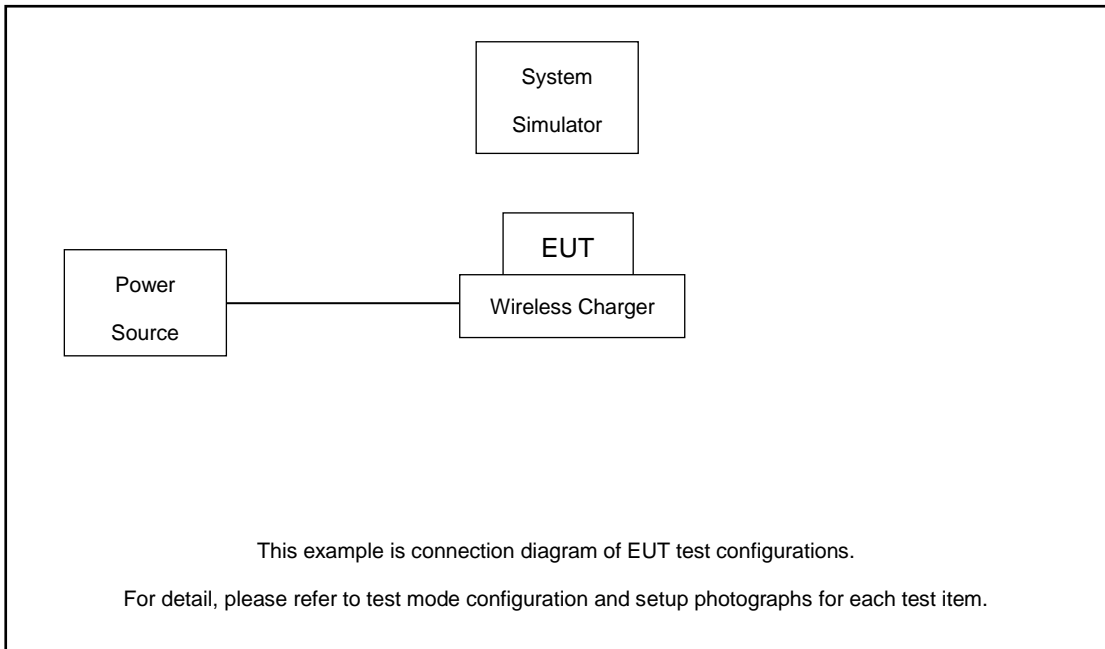 System
Simulator
EUT
Power
Source
Wireless Charger
This example is connection diagram of EUT test configurations.
For detail, please refer to test mode configuration and setup photographs for each test item.